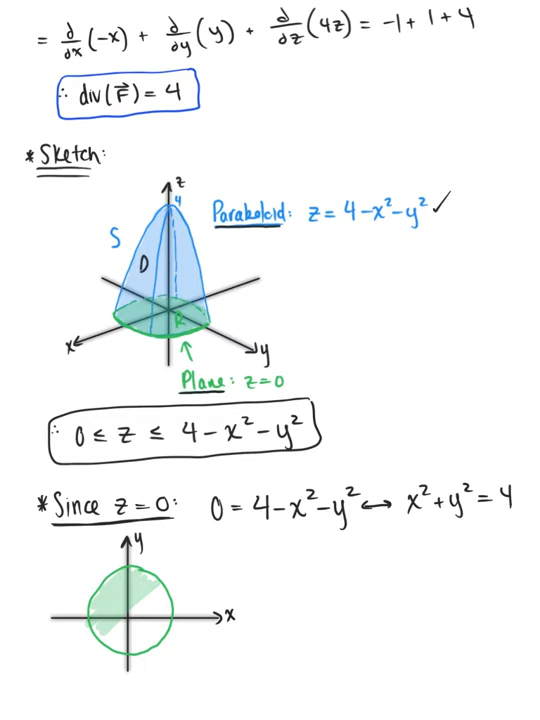 = ∂/∂x (-x) + ∂/∂y (y) + ∂/∂z (4z) = -1 + 1 + 4
∴ div(F⃗) = 4
* Sketch:
z
4
Paraboloid: z = 4 - x² - y² ✓
S
D
R
x
y
Plane: z = 0
∴ 0 ≤ z ≤ 4 - x² - y²
* Since z = 0: 0 = 4 - x² - y² ↔ x² + y² = 4
y
x